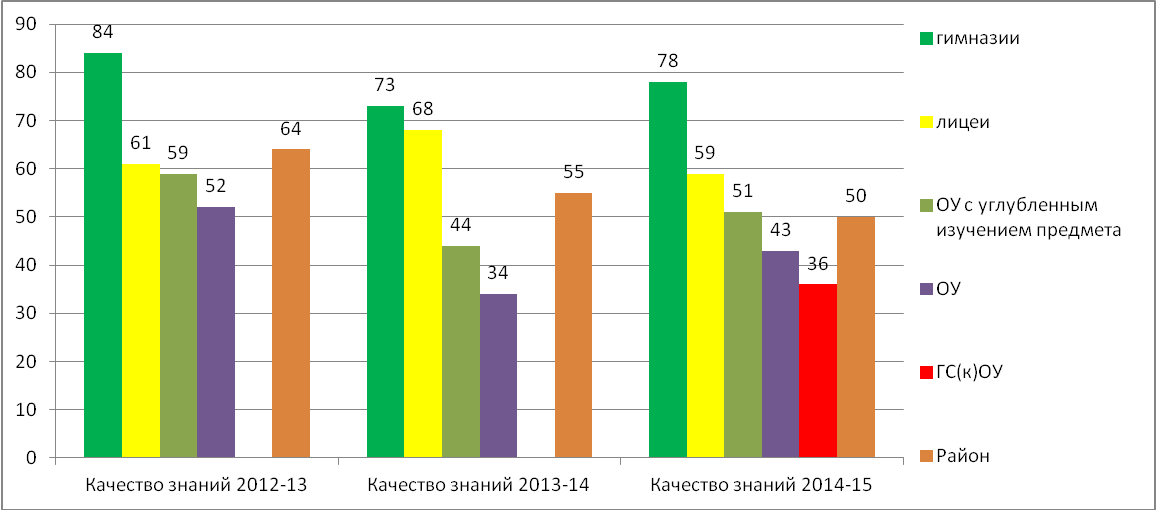 90
80
70
60
50
40
30
20
10
0
84
61
59
52
64
73
68
44
34
55
78
59
51
43
36
50
Качество знаний 2012-13
Качество знаний 2013-14
Качество знаний 2014-15
гимназии
лицеи
ОУ с углубленным
изучением предмета
ОУ
ГС(к)ОУ
Район